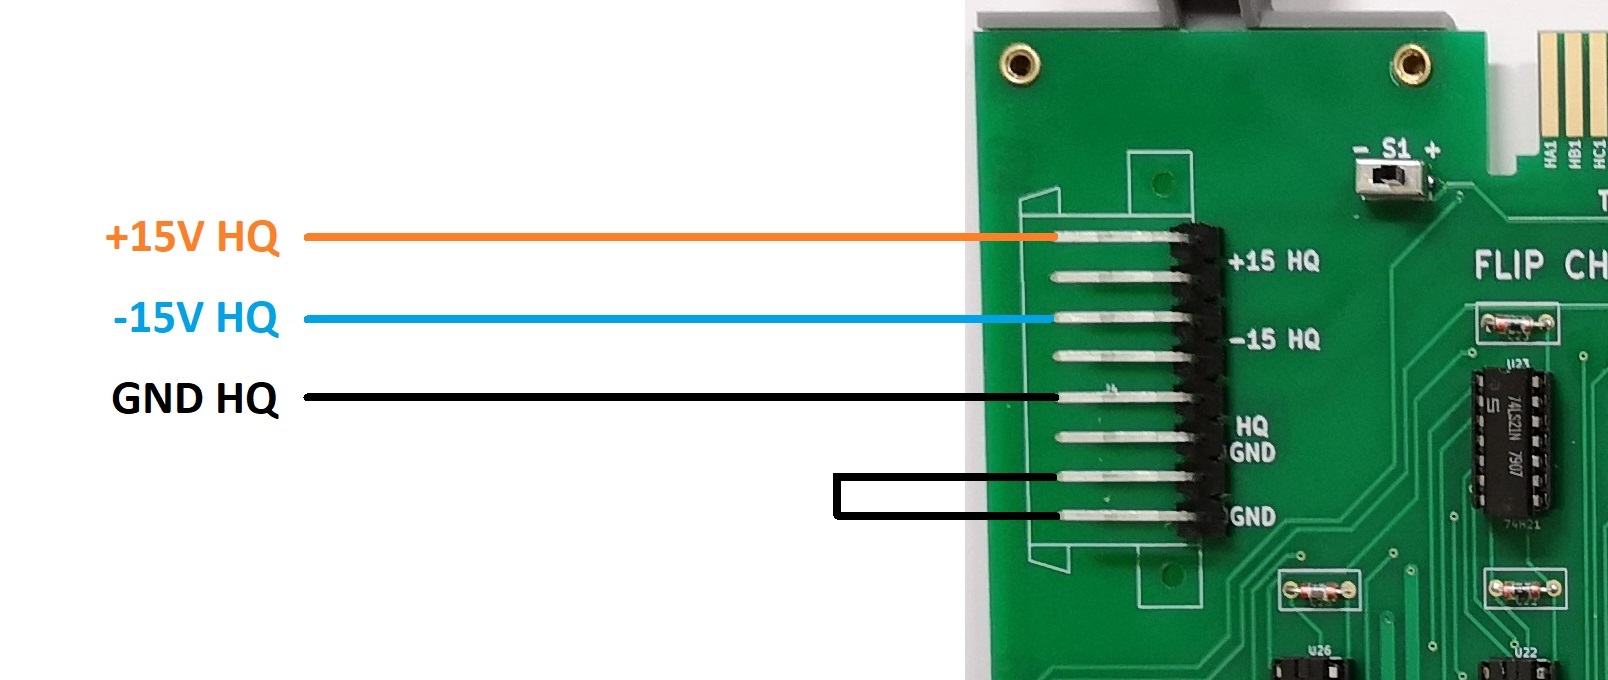 +15V HQ
-15V HQ
GND HQ
- S1 +
HA1
HB1
HC1
+15 HQ
-15 HQ
HQ
GND
GND
FLIP CH
U23
S
74LS21N 7907
74H21
U26
U22